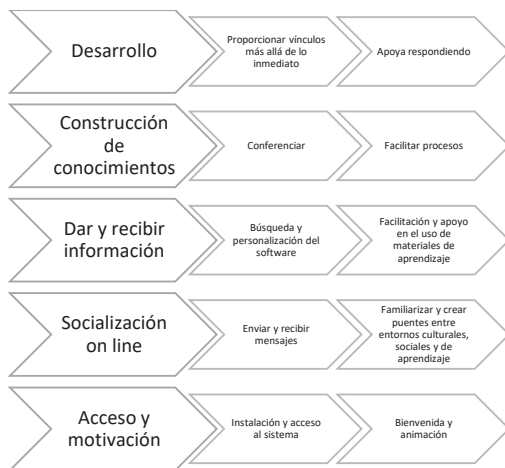 Desarrollo
Proporcionar vínculos
más allá de lo
inmediato
Apoya respondiendo
Construcción
de
conocimientos
Conferenciar
Facilitar procesos
Dar y recibir
información
Búsqueda y
personalización del
software
Facilitación y apoyo
en el uso de
materiales de
aprendizaje
Socialización
on line
Enviar y recibir
mensajes
Familiarizar y crear
puentes entre
entornos culturales,
sociales y de
aprendizaje
Acceso y
motivación
Instalación y acceso
al sistema
Bienvenida y
animación